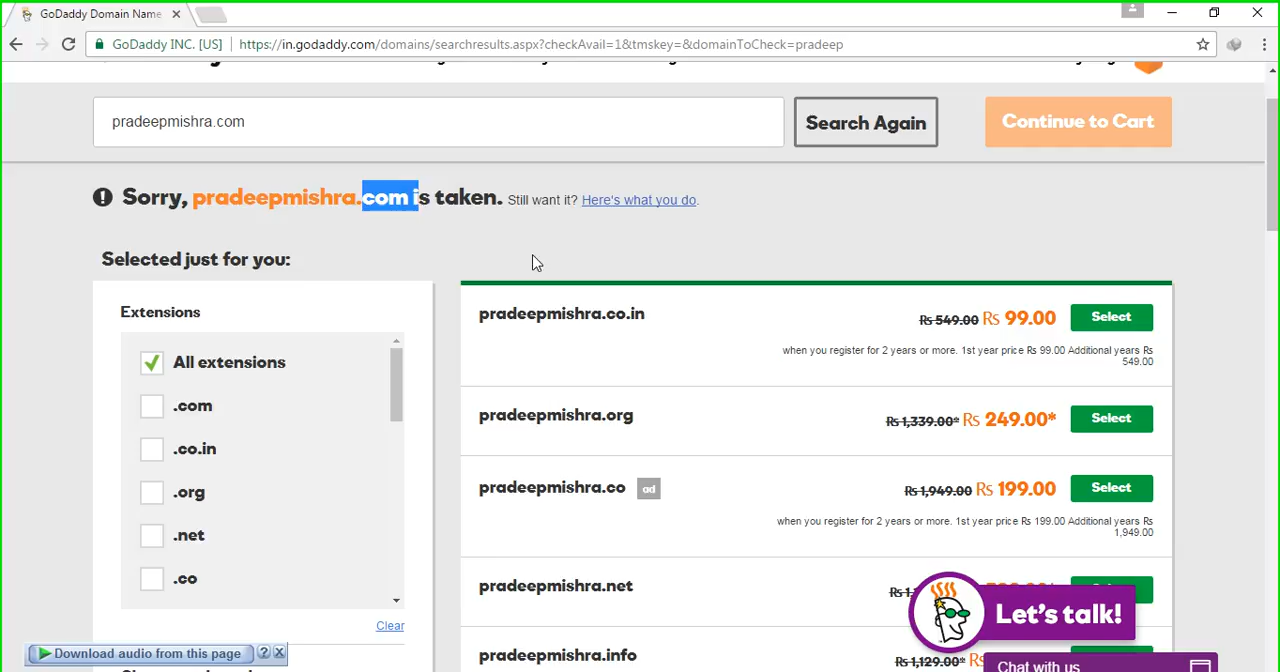 GoDaddy Domain Name
GoDaddy INC. [US] https://in.godaddy.com/domains/searchresults.aspx?checkAvail=1&tmskey=&domainToCheck=pradeep
pradeepmishra.com
Search Again
Continue to Cart
Sorry, pradeepmishra.com is taken. Still want it? Here's what you do.
Selected just for you:
Extensions
All extensions
.com
.co.in
.org
.net
.co
Clear
pradeepmishra.co.in
Rs 549.00 Rs 99.00 Select
when you register for 2 years or more. 1st year price Rs 99.00 Additional years Rs
549.00
pradeepmishra.org
Rs 1,339.00* Rs 249.00* Select
pradeepmishra.co ad
Rs 1,949.00 Rs 199.00 Select
when you register for 2 years or more. 1st year price Rs 199.00 Additional years Rs
1,949.00
pradeepmishra.net
pradeepmishra.info
Rs 1,129.00* Rs
Let's talk!
Chat with us
Download audio from this page ?